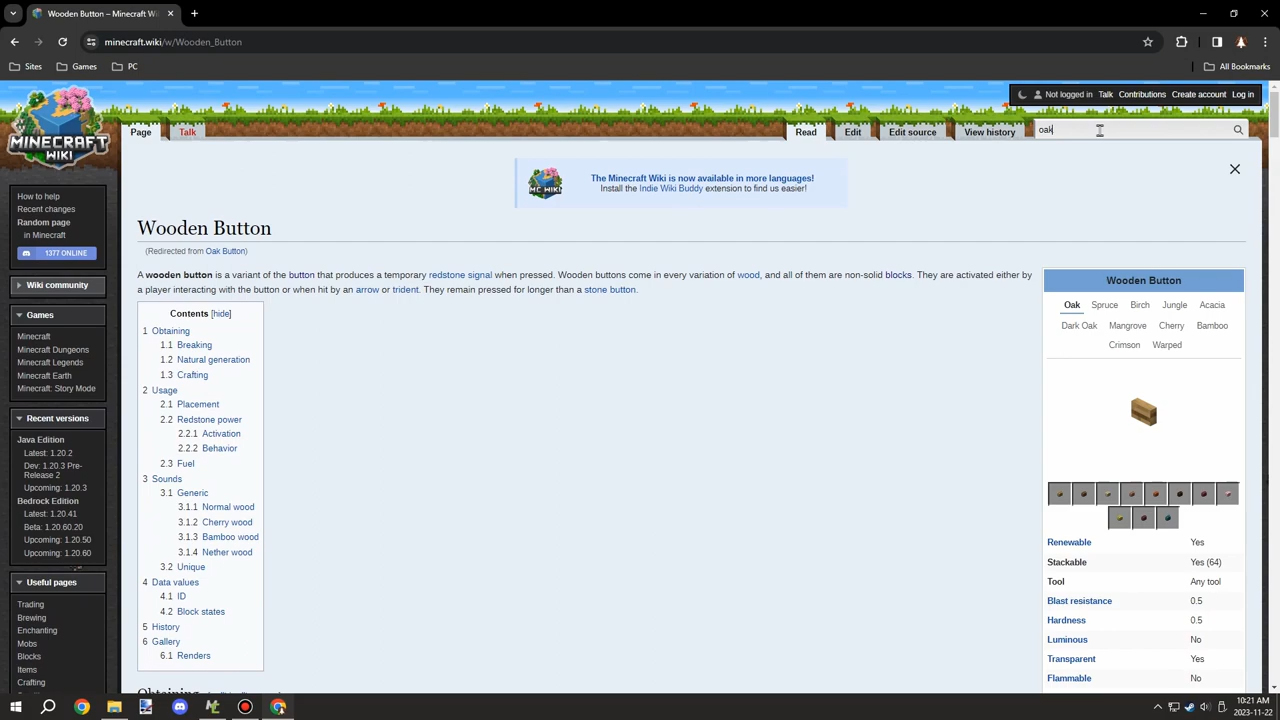 Wooden Button – Minecraft Wi
minecraft.wiki/w/Wooden_Button
Sites
Games
PC
All Bookmarks
MINECRAFT
WIKI
Not logged in
Talk
Contributions
Create account
Log in
Page
Talk
Read
Edit
Edit source
View history
oak
How to help
Recent changes
Random page
in Minecraft
1377 ONLINE
Wiki community
Games
Minecraft
Minecraft Dungeons
Minecraft Legends
Minecraft Earth
Minecraft: Story Mode
Recent versions
Java Edition
Latest: 1.20.2
Dev: 1.20.3 Pre-
Release 2
Upcoming: 1.20.3
Bedrock Edition
Latest: 1.20.41
Beta: 1.20.60.20
Upcoming: 1.20.50
Upcoming: 1.20.60
Useful pages
Trading
Brewing
Enchanting
Mobs
Blocks
Items
Crafting
MC WIKI
The Minecraft Wiki is now available in more languages!
Install the Indie Wiki Buddy extension to find us easier!
Wooden Button
(Redirected from Oak Button)
A wooden button is a variant of the button that produces a temporary redstone signal when pressed. Wooden buttons come in every variation of wood, and all of them are non-solid blocks. They are activated either by
a player interacting with the button or when hit by an arrow or trident. They remain pressed for longer than a stone button.
Contents [hide]
1 Obtaining
1.1 Breaking
1.2 Natural generation
1.3 Crafting
2 Usage
2.1 Placement
2.2 Redstone power
2.2.1 Activation
2.2.2 Behavior
2.3 Fuel
3 Sounds
3.1 Generic
3.1.1 Normal wood
3.1.2 Cherry wood
3.1.3 Bamboo wood
3.1.4 Nether wood
3.2 Unique
4 Data values
4.1 ID
4.2 Block states
5 History
6 Gallery
6.1 Renders
Obtaining
Wooden Button
Oak Spruce Birch Jungle Acacia
Dark Oak Mangrove Cherry Bamboo
Crimson Warped
Renewable Yes
Stackable Yes (64)
Tool Any tool
Blast resistance 0.5
Hardness 0.5
Luminous No
Transparent Yes
Flammable No
10:21 AM
2023-11-22